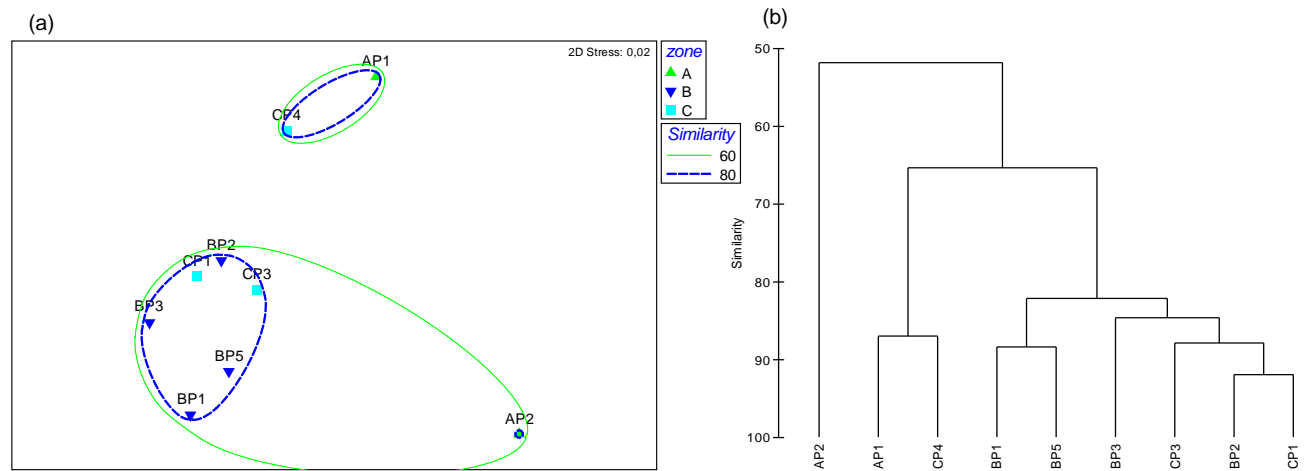 (a)
2D Stress: 0,02
AP1
CP4
BP2
CP1
CP3
BP3
BP5
BP1
AP2
zone
A
B
C
Similarity
60
80
(b)
50
60
70
80
90
100
Similarity
AP2
AP1
CP4
BP1
BP5
BP3
CP3
BP2
CP1